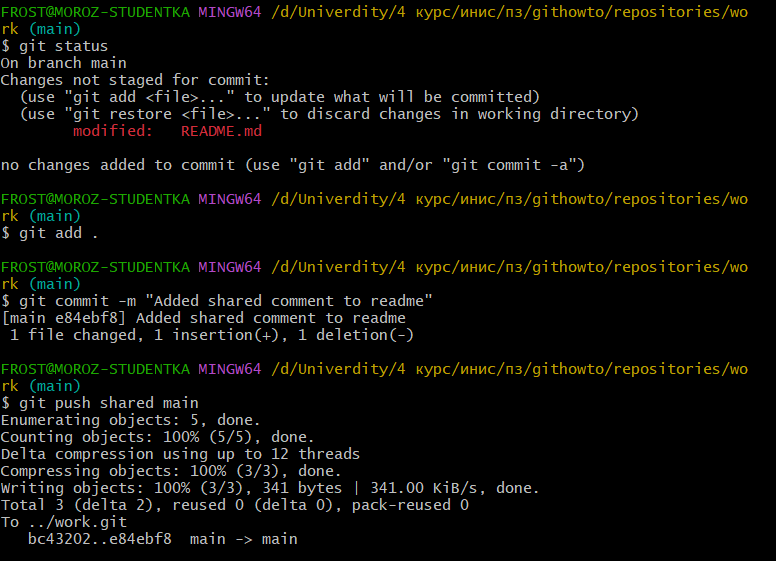 FROST@MOROZ-STUDENTKA MINGW64 /d/Univerdity/4 курс/инис/пз/githowto/repositories/wo
rk (main)
$ git status
On branch main
Changes not staged for commit:
  (use "git add <file>..." to update what will be committed)
  (use "git restore <file>..." to discard changes in working directory)
        modified:   README.md

no changes added to commit (use "git add" and/or "git commit -a")

FROST@MOROZ-STUDENTKA MINGW64 /d/Univerdity/4 курс/инис/пз/githowto/repositories/wo
rk (main)
$ git add .

FROST@MOROZ-STUDENTKA MINGW64 /d/Univerdity/4 курс/инис/пз/githowto/repositories/wo
rk (main)
$ git commit -m "Added shared comment to readme"
[main e84ebf8] Added shared comment to readme
 1 file changed, 1 insertion(+), 1 deletion(-)

FROST@MOROZ-STUDENTKA MINGW64 /d/Univerdity/4 курс/инис/пз/githowto/repositories/wo
rk (main)
$ git push shared main
Enumerating objects: 5, done.
Counting objects: 100% (5/5), done.
Delta compression using up to 12 threads
Compressing objects: 100% (3/3), done.
Writing objects: 100% (3/3), 341 bytes | 341.00 KiB/s, done.
Total 3 (delta 2), reused 0 (delta 0), pack-reused 0
To ../work.git
   bc43202..e84ebf8  main -> main